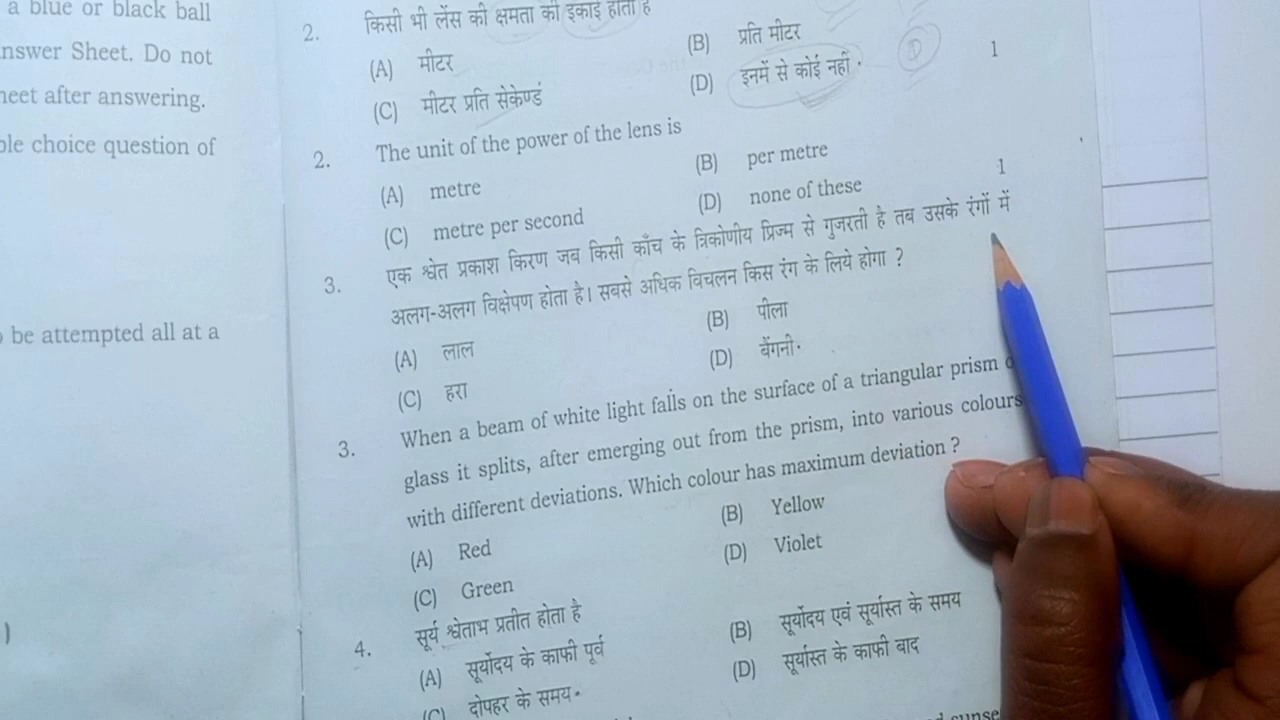 a blue or black ball
nswer Sheet. Do not
neet after answering.
ole choice question of
be attempted all at a
)
2. किसी भी लेंस की क्षमता की इकाई होती है
(A) मीटर (B) प्रति मीटर
(C) मीटर प्रति सेकेण्ड (D) इनमें से कोई नहीं D 1
2. The unit of the power of the lens is
(A) metre (B) per metre
(C) metre per second (D) none of these 1
3. एक श्वेत प्रकाश किरण जब किसी काँच के त्रिकोणीय प्रिज्म से गुजरती है तब उसके रंगों में
अलग-अलग विक्षेपण होता है। सबसे अधिक विचलन किस रंग के लिये होगा ?
(A) लाल (B) पीला
(C) हरा (D) बैंगनी
3. When a beam of white light falls on the surface of a triangular prism
glass it splits, after emerging out from the prism, into various colours
with different deviations. Which colour has maximum deviation ?
(A) Red (B) Yellow
(C) Green (D) Violet
4. सूर्य श्वेताभ प्रतीत होता है
(A) सूर्योदय के काफी पूर्व (B) सूर्योदय एवं सूर्यास्त के समय
(C) दोपहर के समय (D) सूर्यास्त के काफी बाद